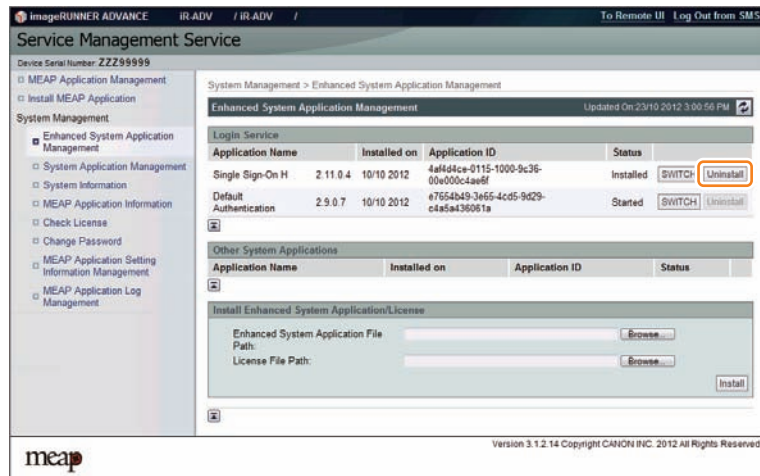 imageRUNNER ADVANCE iR-ADV / iR-ADV / To Remote UI Log Out from SMS
Service Management Service
Device Serial Number: ZZZ99999
MEAP Application Management
Install MEAP Application
System Management
Enhanced System Application
Management
System Application Management
System Information
MEAP Application Information
Check License
Change Password
MEAP Application Setting
Information Management
MEAP Application Log
Management
System Management > Enhanced System Application Management
Enhanced System Application Management Updated On:23/10 2012 3:00:56 PM
Login Service
Application Name Installed on Application ID Status
Single Sign-On H 2.11.0.4 10/10 2012 4af4d4ce-0115-1000-9c36-
00e000c4ae6f Installed SWITCH Uninstall
Default
Authentication 2.9.0.7 10/10 2012 e7654b49-3e65-4cd5-9d29-
c4a5a436061a Started SWITCH Uninstall
Other System Applications
Application Name Installed on Application ID Status
Install Enhanced System Application/License
Enhanced System Application File
Path: Browse...
License File Path: Browse...
Install
Version 3.1.2.14 Copyright CANON INC. 2012 All Rights Reserved
meap